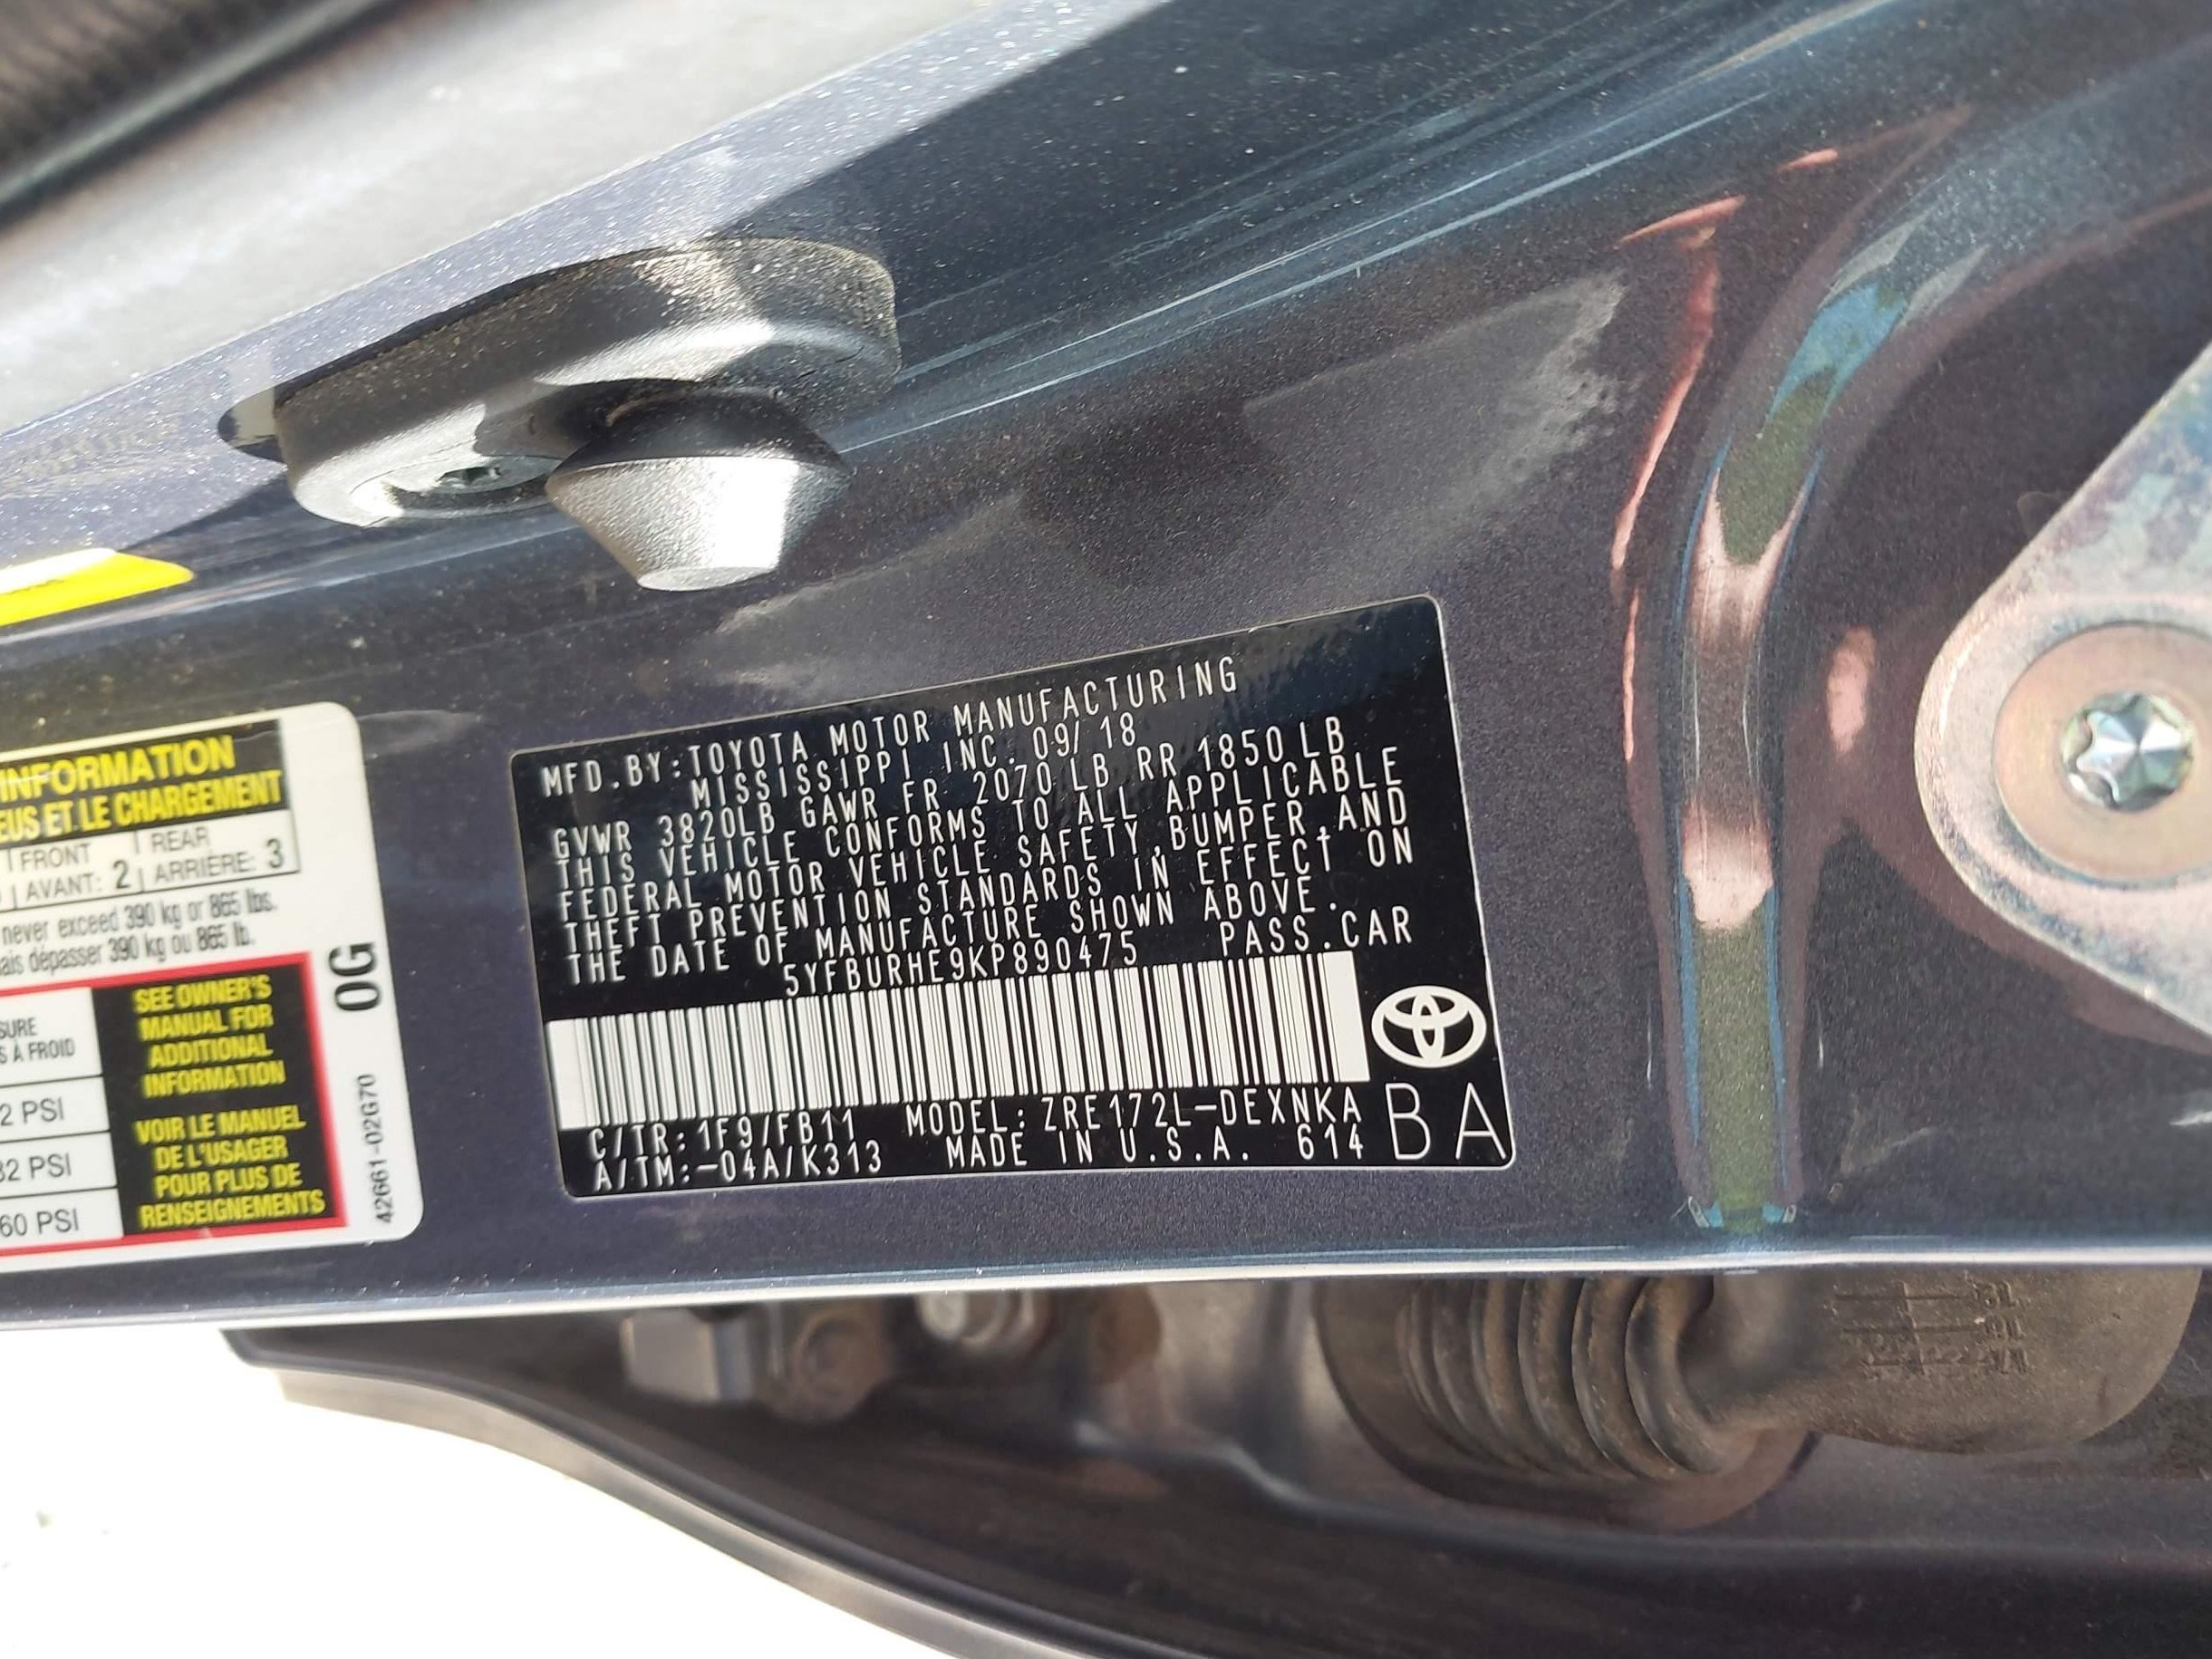 INFORMATION
EUS ET LE CHARGEMENT
FRONT REAR
AVANT: 2 ARRIÈRE: 3
never exceed 390 kg or 865 lbs.
ais dépasser 390 kg ou 865 lb.
SURE
S À FROID
2 PSI
32 PSI
60 PSI
SEE OWNER'S
MANUAL FOR
ADDITIONAL
INFORMATION
VOIR LE MANUEL
DE L'USAGER
POUR PLUS DE
RENSEIGNEMENTS
0G
42661-02G70
MFD.BY:TOYOTA MOTOR MANUFACTURING
MISSISSIPPI INC. 09/18
GVWR 3820LB GAWR FR 2070LB RR 1850LB
THIS VEHICLE CONFORMS TO ALL APPLICABLE
FEDERAL MOTOR VEHICLE SAFETY,BUMPER,AND
THEFT PREVENTION STANDARDS IN EFFECT ON
THE DATE OF MANUFACTURE SHOWN ABOVE.
5YFBURHE9KP890475 PASS.CAR
C/TR:1F9/FB11 MODEL:ZRE172L-DEXNKA
A/TM:-04A/K313 MADE IN U.S.A. 614
BA